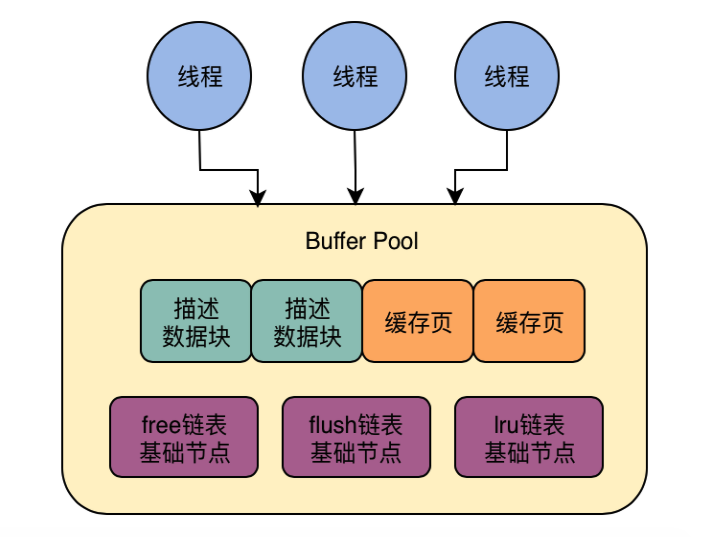 线程
线程
线程
Buffer Pool
描述
数据块
描述
数据块
缓存页
缓存页
free链表
基础节点
flush链表
基础节点
lru链表
基础节点